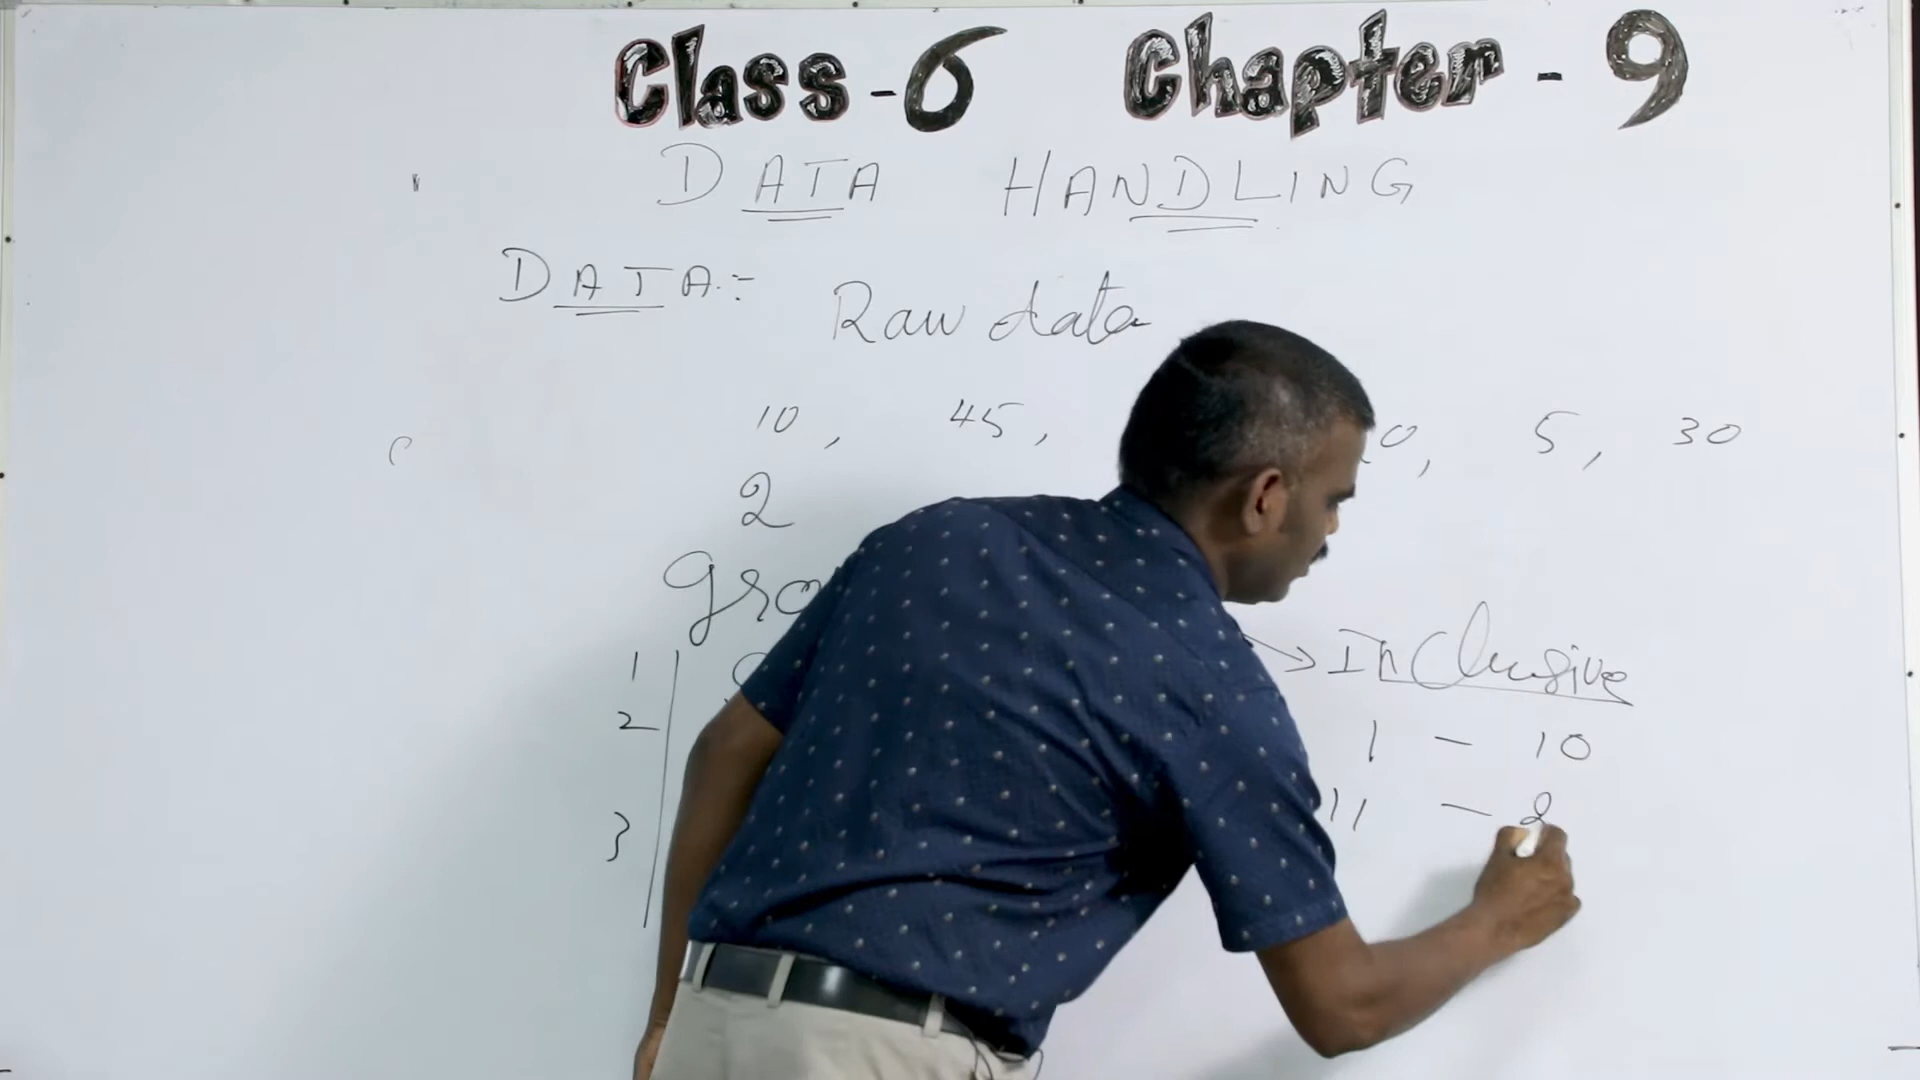 Class - 6 Chapter - 9
DATA HANDLING
DATA :-
Raw data
10 , 45 , 0 , 5 , 30
2
1
2
3
→ Inclusive
1 - 10
11 - 2